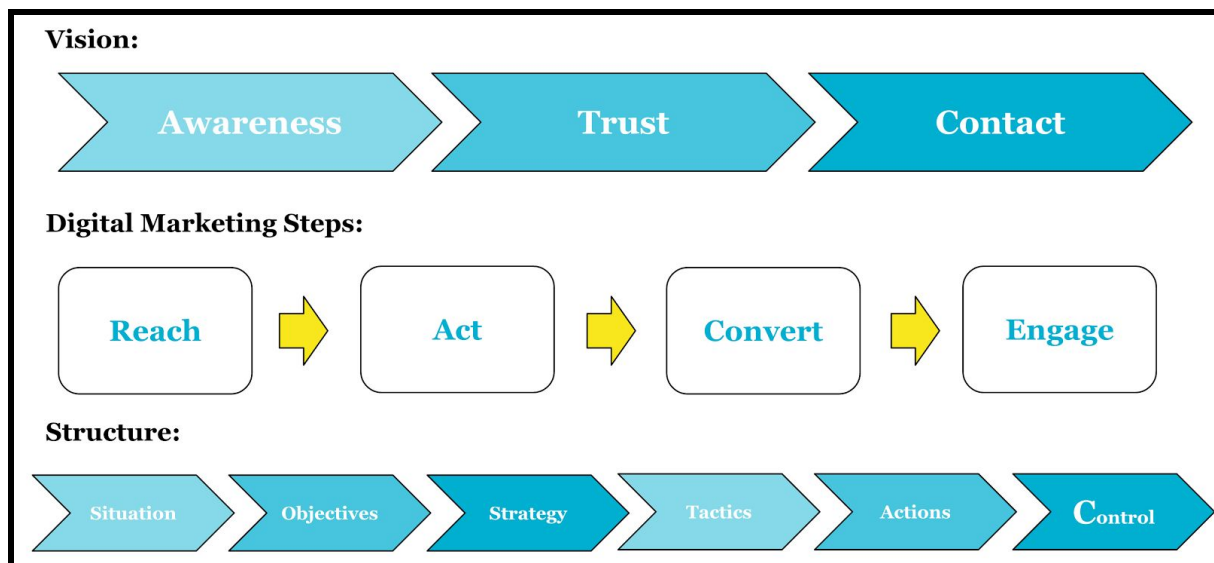 Vision:
Awareness Trust Contact
Digital Marketing Steps:
Reach Act Convert Engage
Structure:
Situation Objectives Strategy Tactics Actions Control